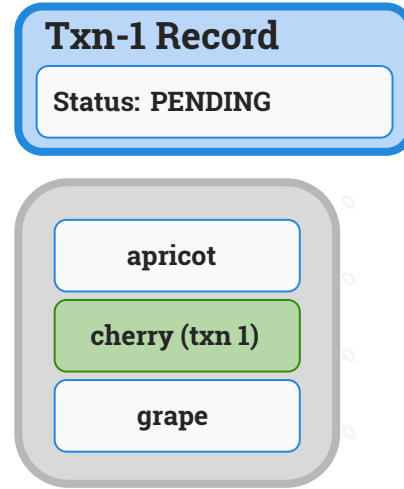 Txn-1 Record
Status: PENDING
apricot
cherry (txn 1)
grape